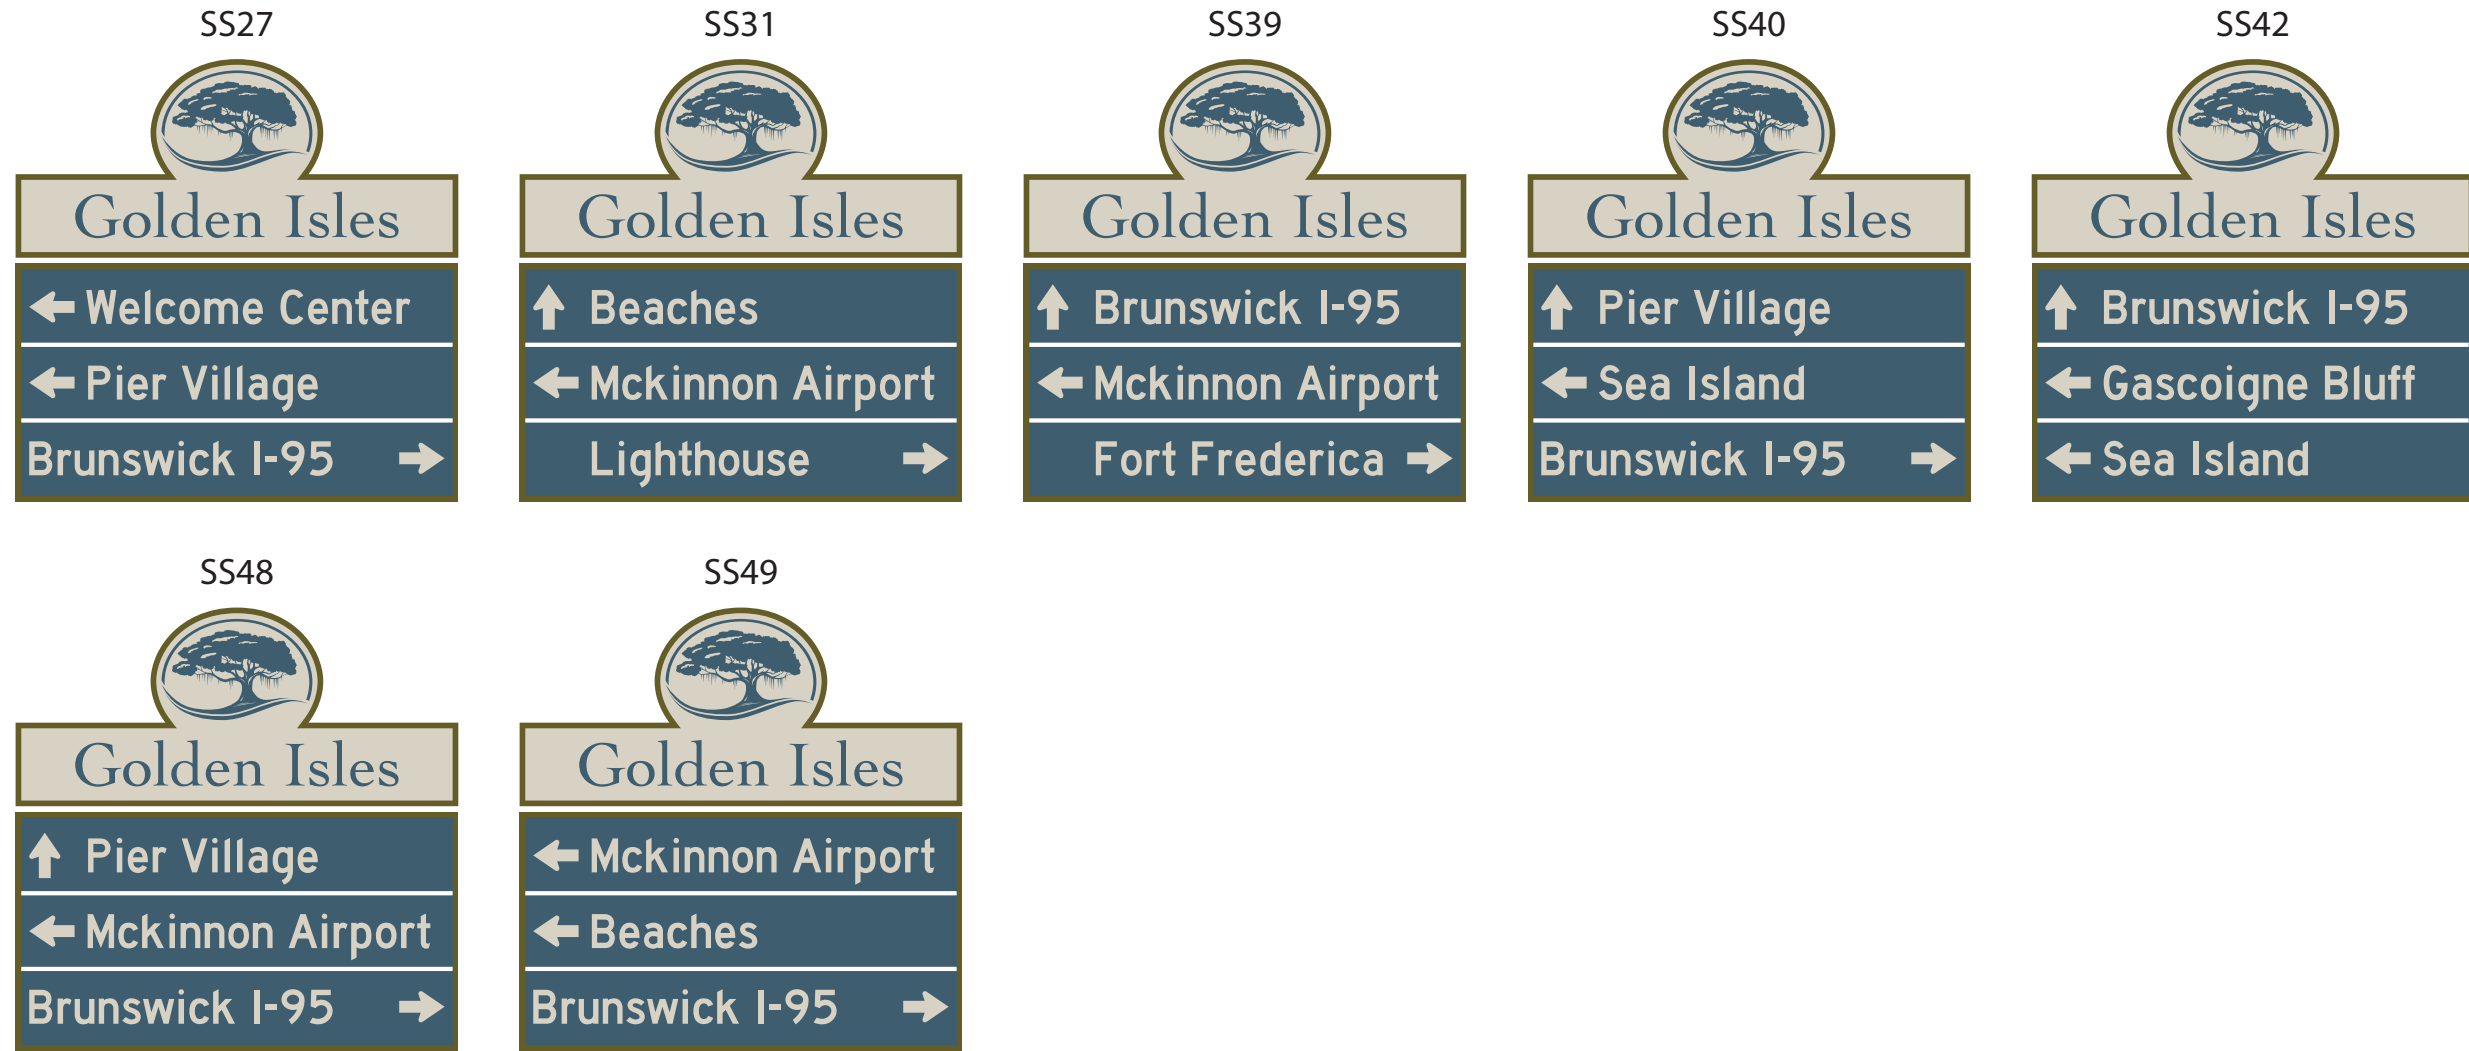 SS27
Golden Isles
Welcome Center
Pier Village
Brunswick I-95
SS31
Golden Isles
Beaches
Mckinnon Airport
Lighthouse
SS39
Golden Isles
Brunswick I-95
Mckinnon Airport
Fort Frederica
SS40
Golden Isles
Pier Village
Sea Island
Brunswick I-95
SS42
Golden Isles
Brunswick I-95
Gascoigne Bluff
Sea Island
SS48
Golden Isles
Pier Village
Mckinnon Airport
Brunswick I-95
SS49
Golden Isles
Mckinnon Airport
Beaches
Brunswick I-95